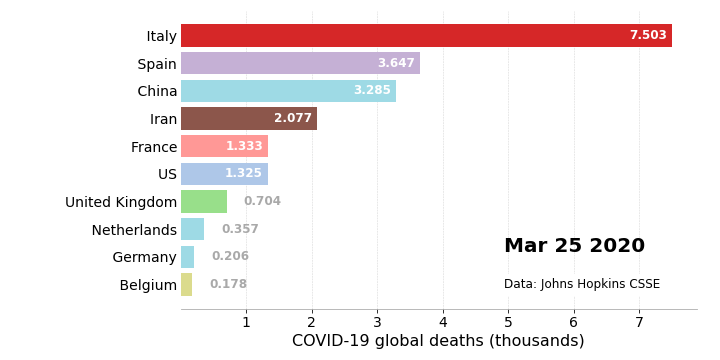 Italy 7.503
Spain 3.647
China 3.285
Iran 2.077
France 1.333
US 1.325
United Kingdom 0.704
Netherlands 0.357
Germany 0.206
Belgium 0.178
Mar 25 2020
Data: Johns Hopkins CSSE
1 2 3 4 5 6 7
COVID-19 global deaths (thousands)